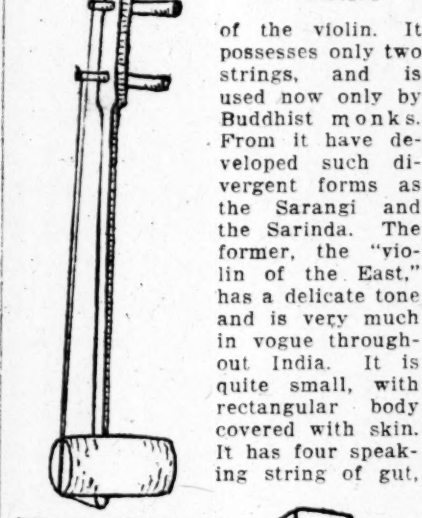 of the violin. It
possesses only two
strings, and is
used now only by
Buddhist monks.
From it have de-
veloped such di-
vergent forms as
the Sarangi and
the Sarinda. The
former, the "vio-
lin of the East,"
has a delicate tone
and is very much
in vogue through-
out India. It is
quite small, with
rectangular body
covered with skin.
It has four speak-
ing string of gut,